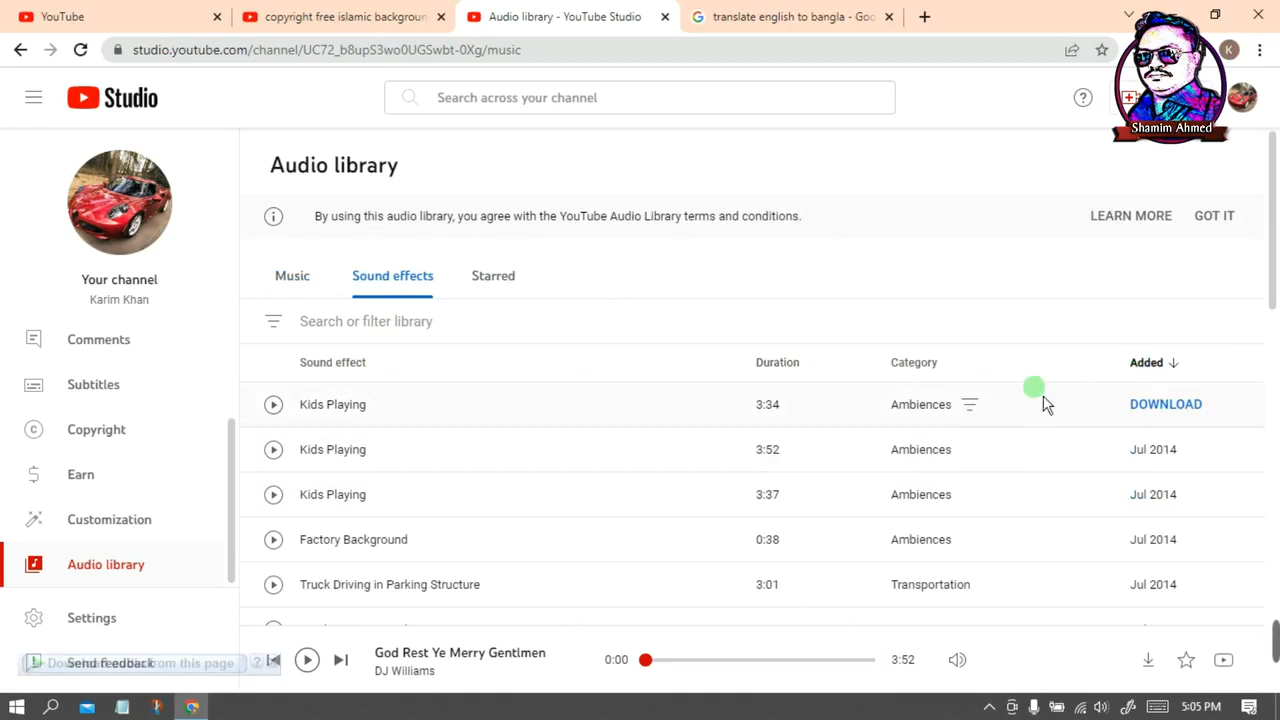 YouTube
copyright free islamic backgroun
Audio library - YouTube Studio
translate english to bangla - Goo
studio.youtube.com/channel/UC72_b8upS3wo0UGSwbt-0Xg/music
K
Studio
Search across your channel
Shamim Ahmed
Audio library
By using this audio library, you agree with the YouTube Audio Library terms and conditions.
LEARN MORE
GOT IT
Your channel
Karim Khan
Music
Sound effects
Starred
Comments
Search or filter library
Subtitles
Sound effect
Duration
Category
Added
Kids Playing 3:34 Ambiences DOWNLOAD
Copyright
Kids Playing 3:52 Ambiences Jul 2014
Earn
Kids Playing 3:37 Ambiences Jul 2014
Customization
Factory Background 0:38 Ambiences Jul 2014
Audio library
Truck Driving in Parking Structure 3:01 Transportation Jul 2014
Settings
Send feedback
God Rest Ye Merry Gentlmen
DJ Williams
0:00
3:52
5:05 PM